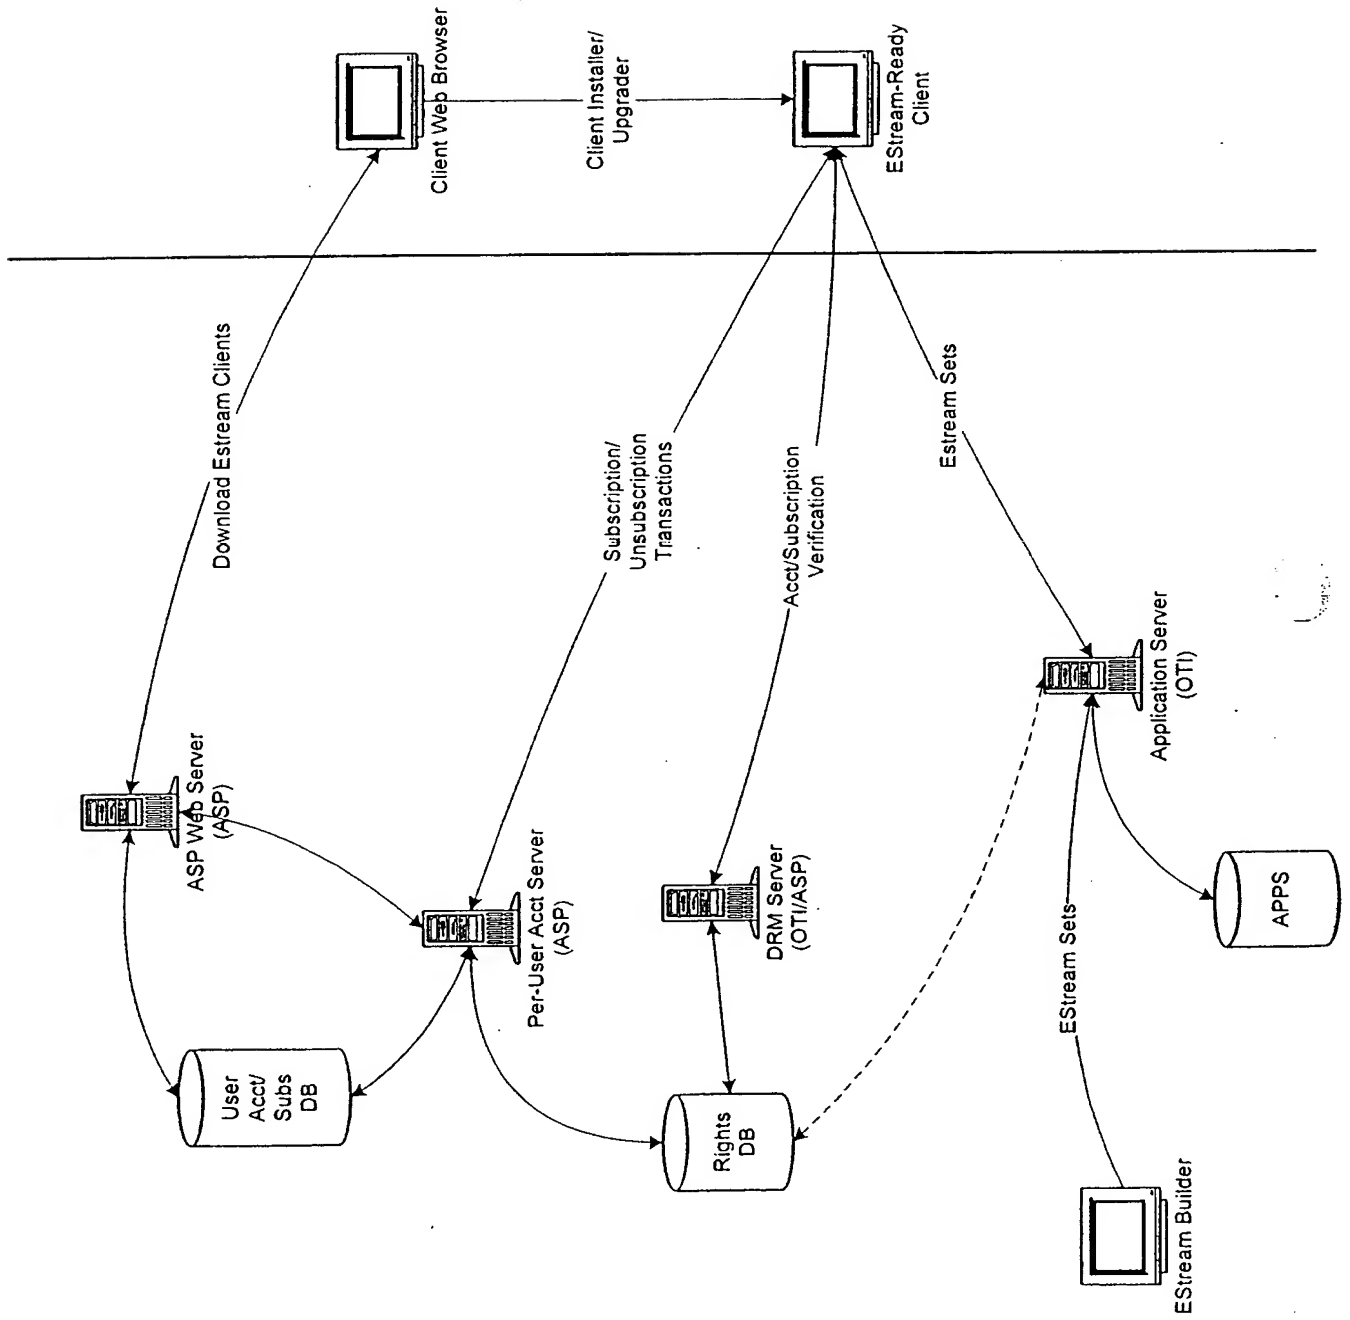 Client Web Browser
Client Installer/
Upgrader
EStream-Ready
Client
Download Estream Clients
Subscription/
Unsubscription
Transactions
Acct/Subscription
Verification
Estream Sets
ASP Web Server
(ASP)
Per-User Acct Server
(ASP)
DRM Server
(OTI/ASP)
Application Server
(OTI)
User
Acct/
Subs
DB
Rights
DB
EStream Sets
APPS
EStream Builder